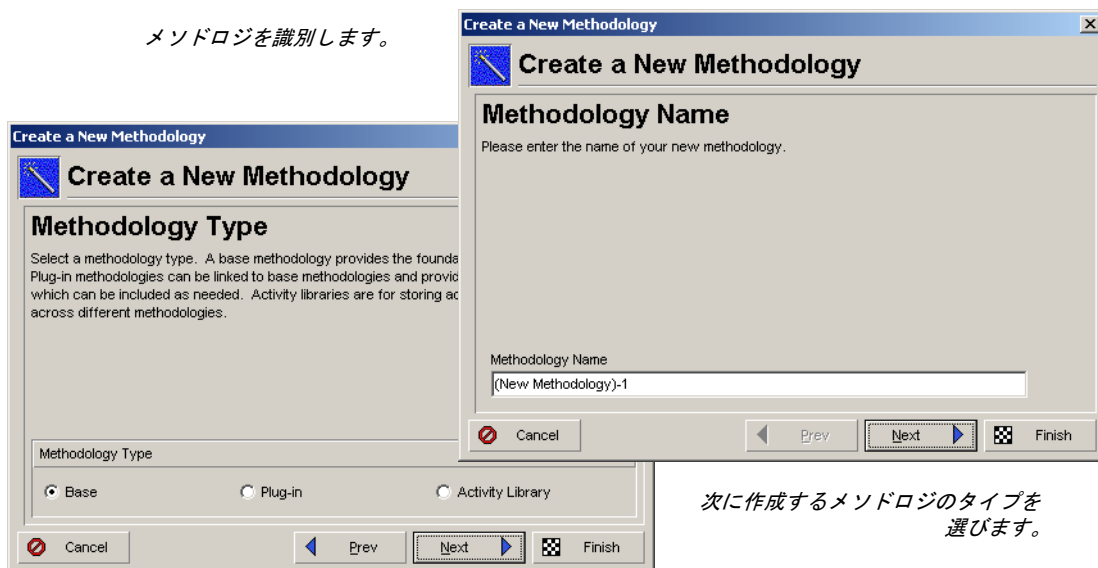 メソドロジを識別します。
Create a New Methodology
Create a New Methodology
Methodology Name
Please enter the name of your new methodology.
Methodology Name
(New Methodology)-1
Cancel
Prev
Next
Finish
Create a New Methodology
Create a New Methodology
Methodology Type
Select a methodology type. A base methodology provides the
Plug-in methodologies can be linked to base methodologies and
which can be included as needed. Activity libraries are for storing
across different methodologies.
Methodology Type
Base
Plug-in
Activity Library
Cancel
Prev
Next
Finish
次に作成するメソドロジのタイプを
選びます。